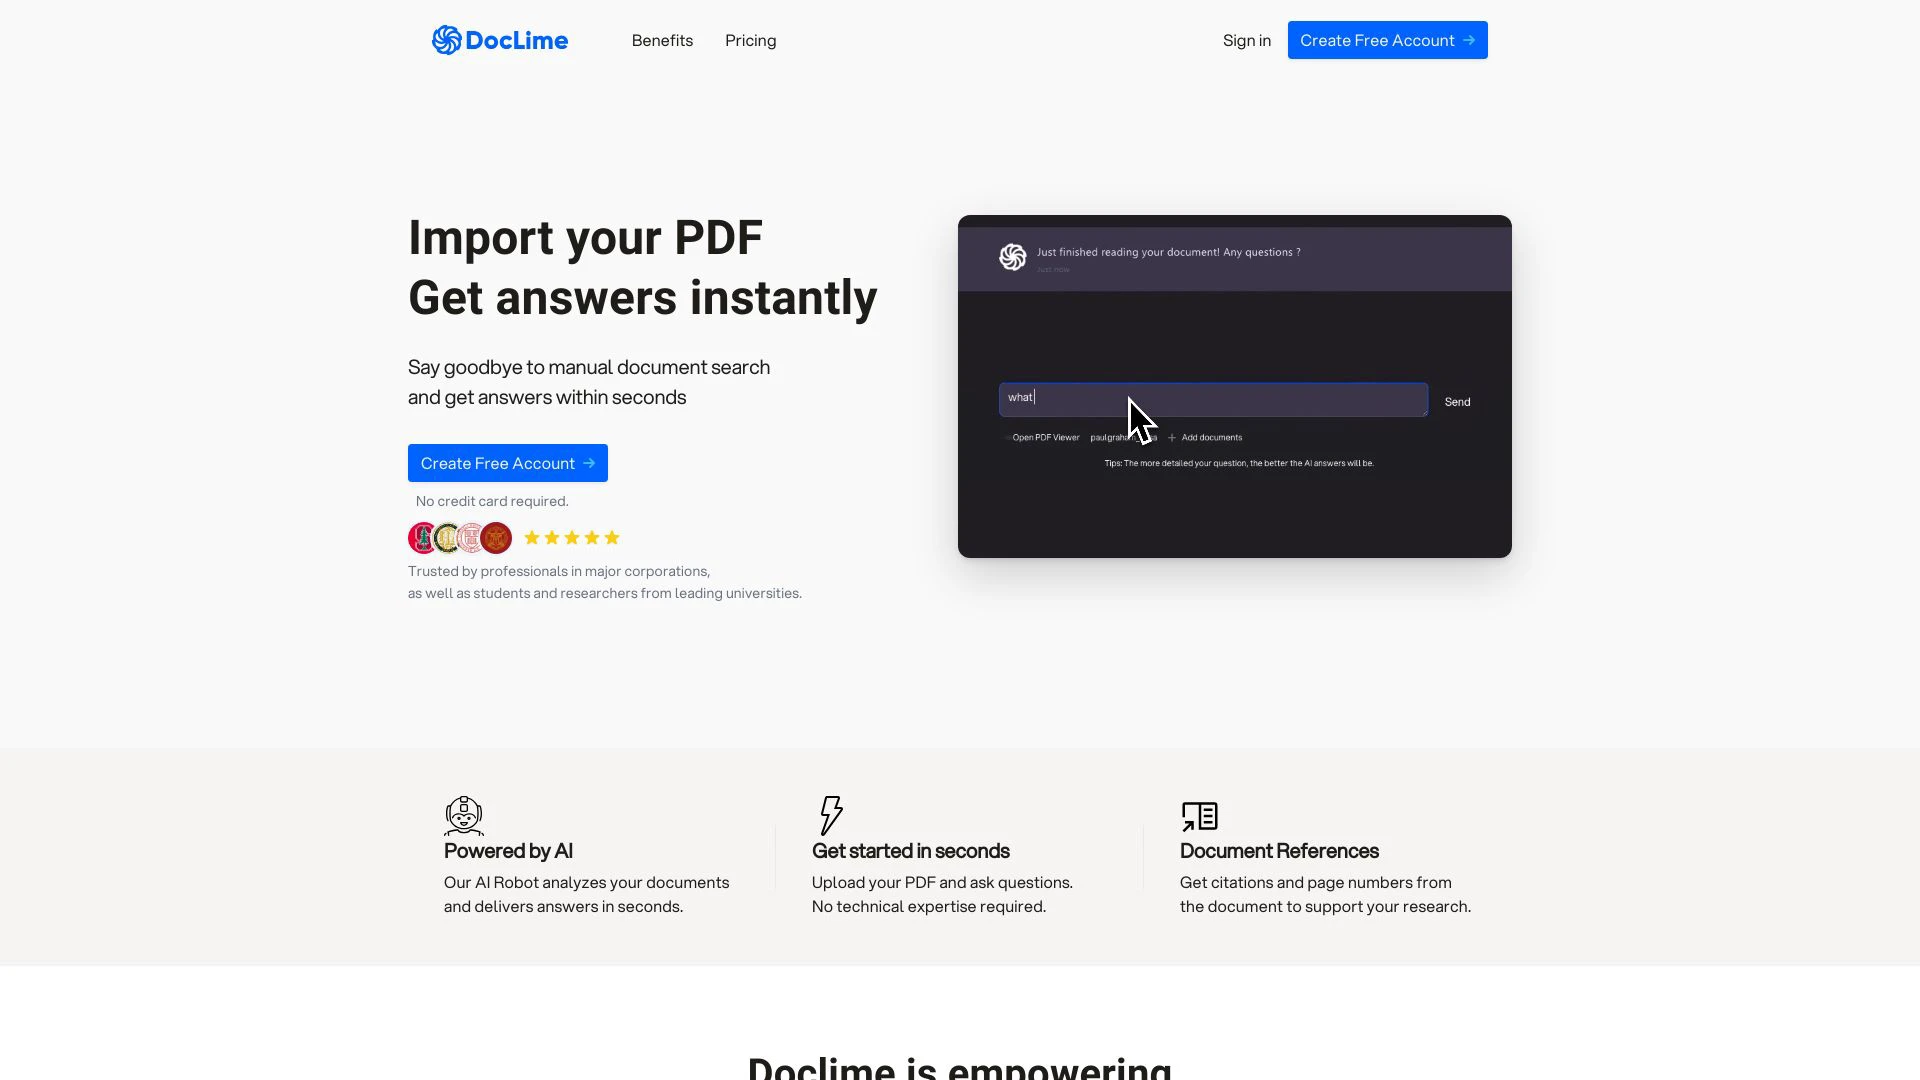 DocLime
Benefits
Pricing
Sign in
Create Free Account
Import your PDF
Get answers instantly
Say goodbye to manual document search
and get answers within seconds
Create Free Account
No credit card required.
Trusted by professionals in major corporations,
as well as students and researchers from leading universities.
Just finished reading your document! Any questions ?
Just now
what
Send
Open PDF Viewer
Add documents
Tips: The more detailed your question, the better the AI answers will be.
Powered by AI
Our AI Robot analyzes your documents
and delivers answers in seconds.
Get started in seconds
Upload your PDF and ask questions.
No technical expertise required.
Document References
Get citations and page numbers from
the document to support your research.
Doclime is empowering